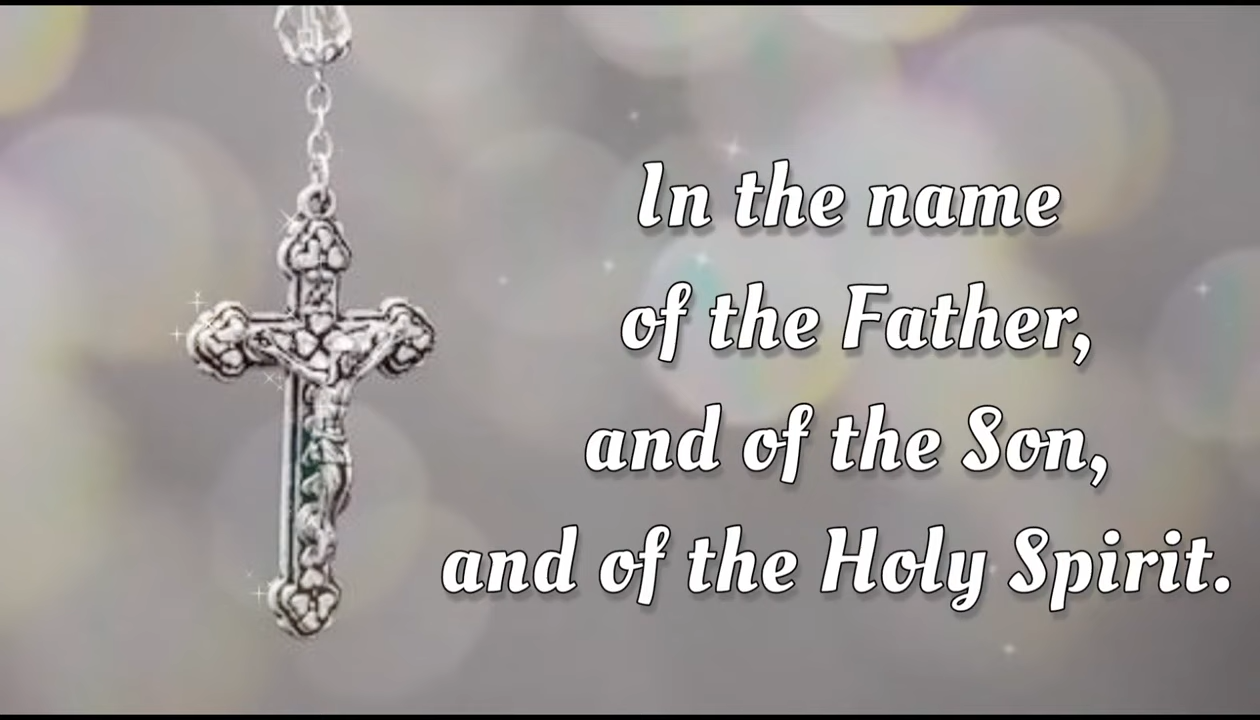 In the name
of the Father,
and of the Son,
and of the Holy Spirit.